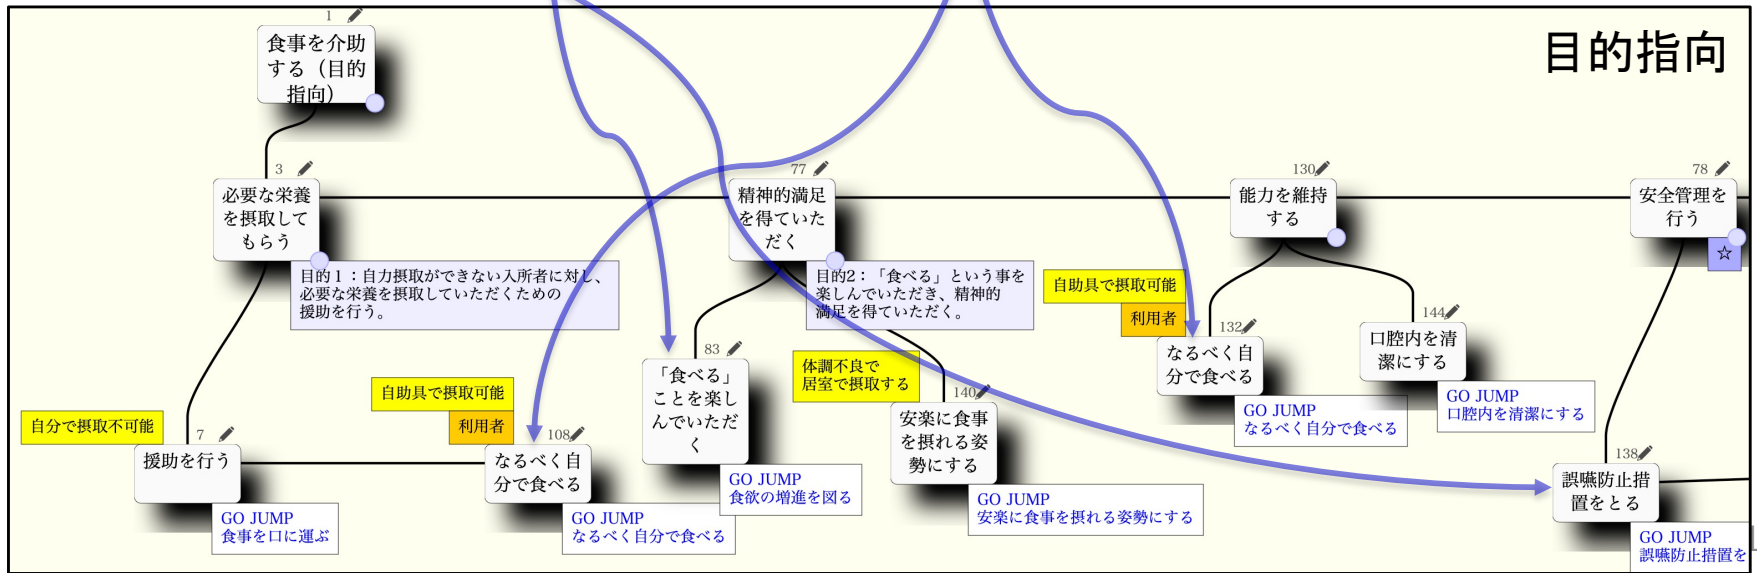 目的指向
1
食事を介助
する（目的
指向）
3
必要な栄養
を摂取して
もらう
目的１：自力摂取ができない入所者に対し、
必要な栄養を摂取していただくための
援助を行う。
77
精神的満足
を得ていた
だく
目的2：「食べる」という事を
楽しんでいただき、精神的
満足を得ていただく。
130
能力を維持
する
78
安全管理を
行う
☆
自分で摂取不可能
7
援助を行う
GO JUMP
食事を口に運ぶ
自助具で摂取可能
利用者
108
なるべく自
分で食べる
GO JUMP
なるべく自分で食べる
83
「食べる」
ことを楽し
んでいただ
く
GO JUMP
食欲の増進を図る
体調不良で
居室で摂取する
140
安楽に食事
を摂れる姿
勢にする
GO JUMP
安楽に食事を摂れる姿勢にする
自助具で摂取可能
利用者
132
なるべく自
分で食べる
GO JUMP
なるべく自分で食べる
144
口腔内を清
潔にする
GO JUMP
口腔内を清潔にする
138
誤嚥防止措
置をとる
GO JUMP
誤嚥防止措置を